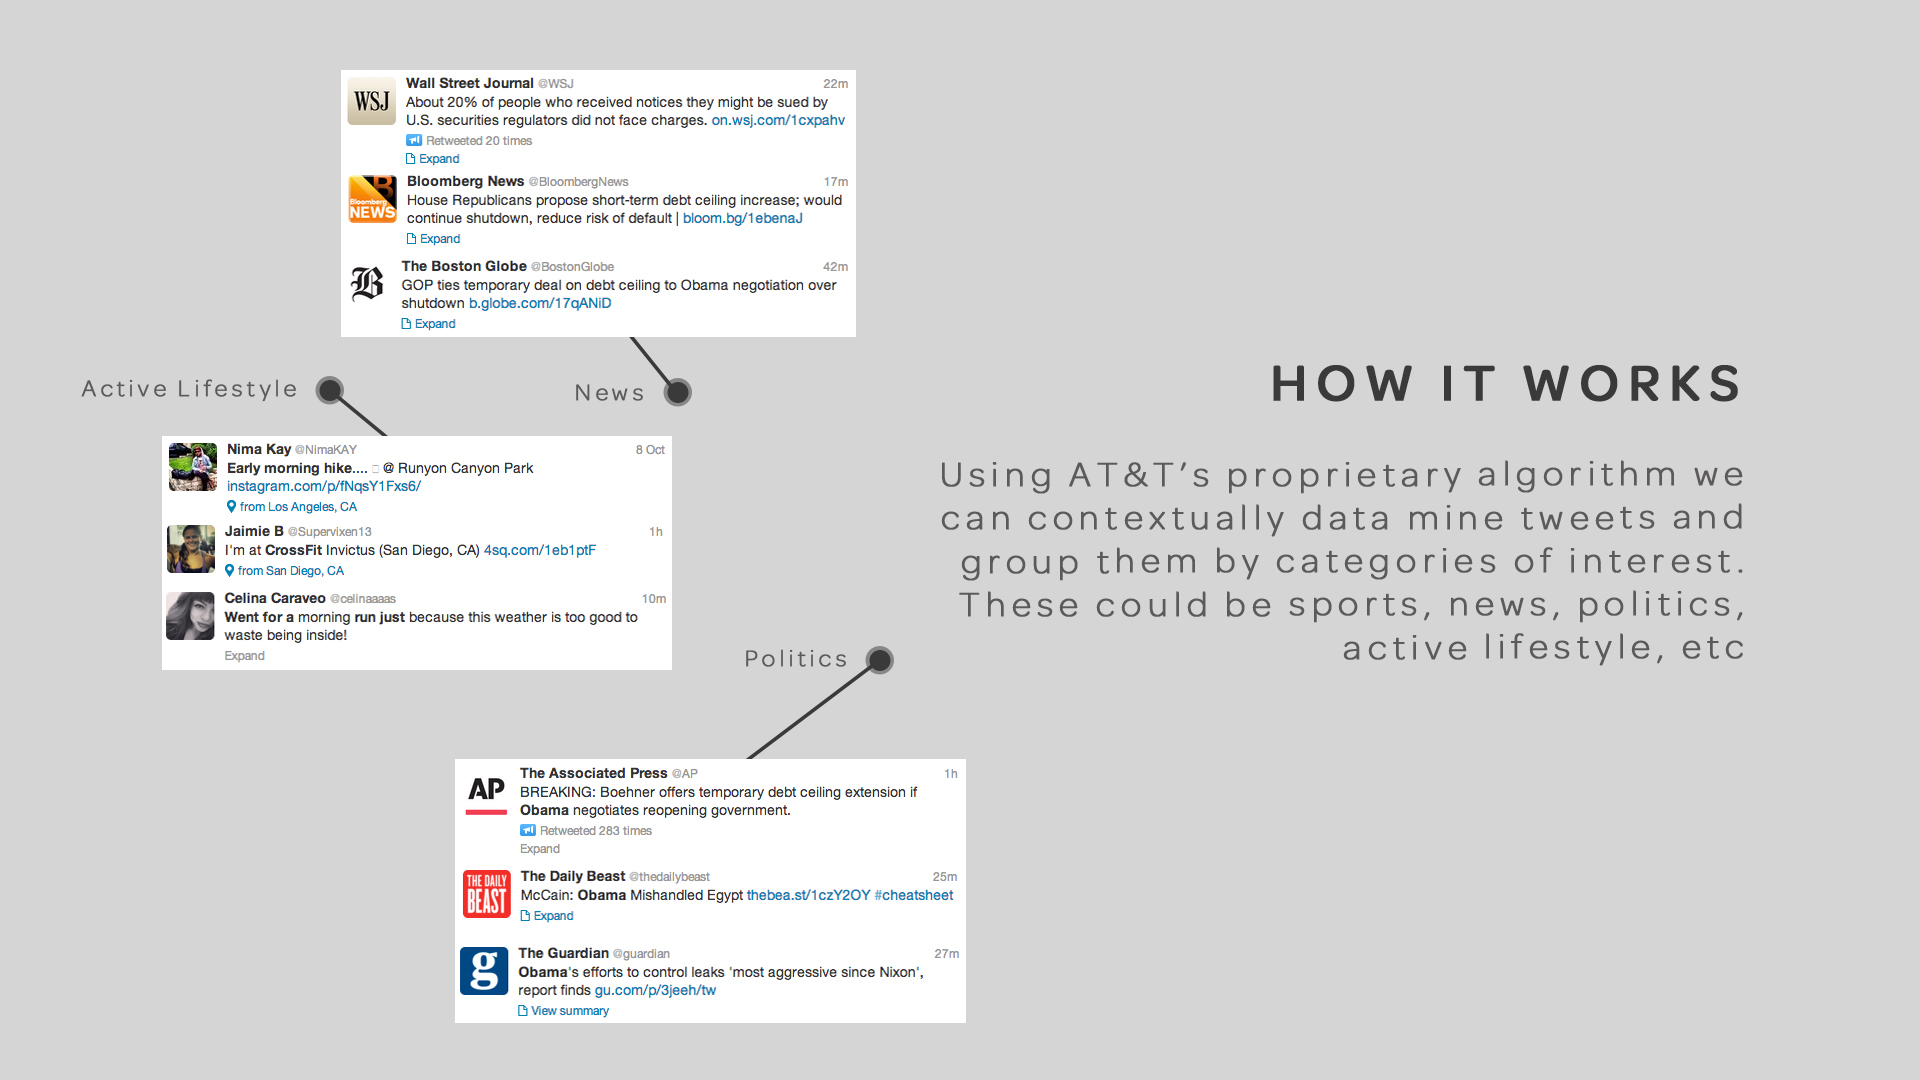 WSJ
Wall Street Journal @WSJ 22m
About 20% of people who received notices they might be sued by
U.S. securities regulators did not face charges. on.wsj.com/1cxpahv
Retweeted 20 times
Expand
B
Bloomberg
NEWS
Bloomberg News @BloombergNews 17m
House Republicans propose short-term debt ceiling increase; would
continue shutdown, reduce risk of default | bloom.bg/1ebenaJ
Expand
B
The Boston Globe @BostonGlobe 42m
GOP ties temporary deal on debt ceiling to Obama negotiation over
shutdown b.globe.com/17qANiD
Expand
Active Lifestyle
News
Nima Kay @NimaKAY 8 Oct
Early morning hike.... @ Runyon Canyon Park
instagram.com/p/fNqsY1Fxs6/
from Los Angeles, CA
Jaimie B @Supervixen13 1h
I'm at CrossFit Invictus (San Diego, CA) 4sq.com/1eb1ptF
from San Diego, CA
Celina Caraveo @celinaaaas 10m
Went for a morning run just because this weather is too good to
waste being inside!
Expand
Politics
AP
The Associated Press @AP 1h
BREAKING: Boehner offers temporary debt ceiling extension if
Obama negotiates reopening government.
Retweeted 283 times
Expand
THE DAILY
BEAST
The Daily Beast @thedailybeast 25m
McCain: Obama Mishandled Egypt thebea.st/1czY2OY #cheatsheet
Expand
g
The Guardian @guardian 27m
Obama's efforts to control leaks 'most aggressive since Nixon',
report finds gu.com/p/3jeeh/tw
View summary
HOW IT WORKS
Using AT&T’s proprietary algorithm we
can contextually data mine tweets and
group them by categories of interest.
These could be sports, news, politics,
active lifestyle, etc